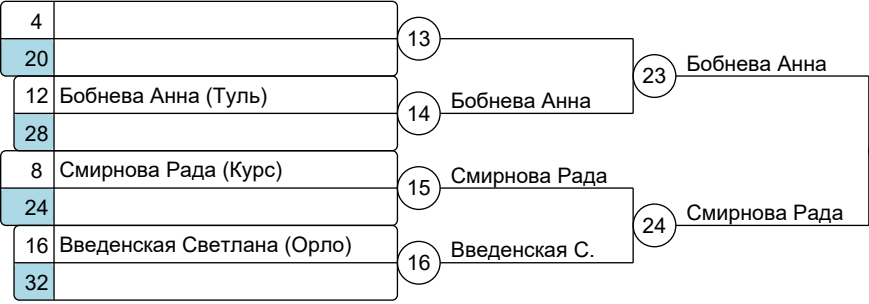 4
13
20
23 Бобнева Анна
12 Бобнева Анна (Туль)
14 Бобнева Анна
28
8 Смирнова Рада (Курс)
15 Смирнова Рада
24
24 Смирнова Рада
16 Введенская Светлана (Орло)
16 Введенская С.
32